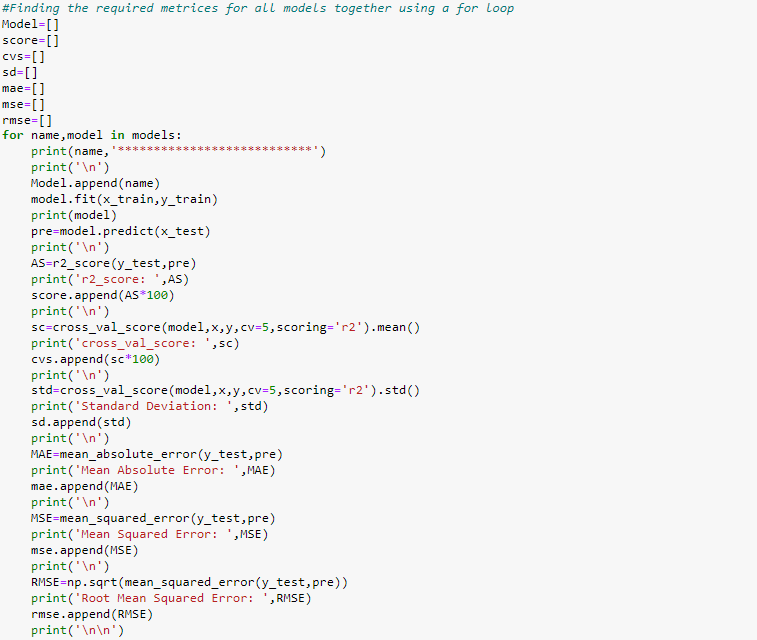 #Finding the required metrices for all models together using a for loop
Model=[]
score=[]
cvs=[]
sd=[]
mae=[]
mse=[]
rmse=[]
for name,model in models:
    print(name,'***************************')
    print('\n')
    Model.append(name)
    model.fit(x_train,y_train)
    print(model)
    pre=model.predict(x_test)
    print('\n')
    AS=r2_score(y_test,pre)
    print('r2_score: ',AS)
    score.append(AS*100)
    print('\n')
    sc=cross_val_score(model,x,y,cv=5,scoring='r2').mean()
    print('cross_val_score: ',sc)
    cvs.append(sc*100)
    print('\n')
    std=cross_val_score(model,x,y,cv=5,scoring='r2').std()
    print('Standard Deviation: ',std)
    sd.append(std)
    print('\n')
    MAE=mean_absolute_error(y_test,pre)
    print('Mean Absolute Error: ',MAE)
    mae.append(MAE)
    print('\n')
    MSE=mean_squared_error(y_test,pre)
    print('Mean Squared Error: ',MSE)
    mse.append(MSE)
    print('\n')
    RMSE=np.sqrt(mean_squared_error(y_test,pre))
    print('Root Mean Squared Error: ',RMSE)
    rmse.append(RMSE)
    print('\n\n')